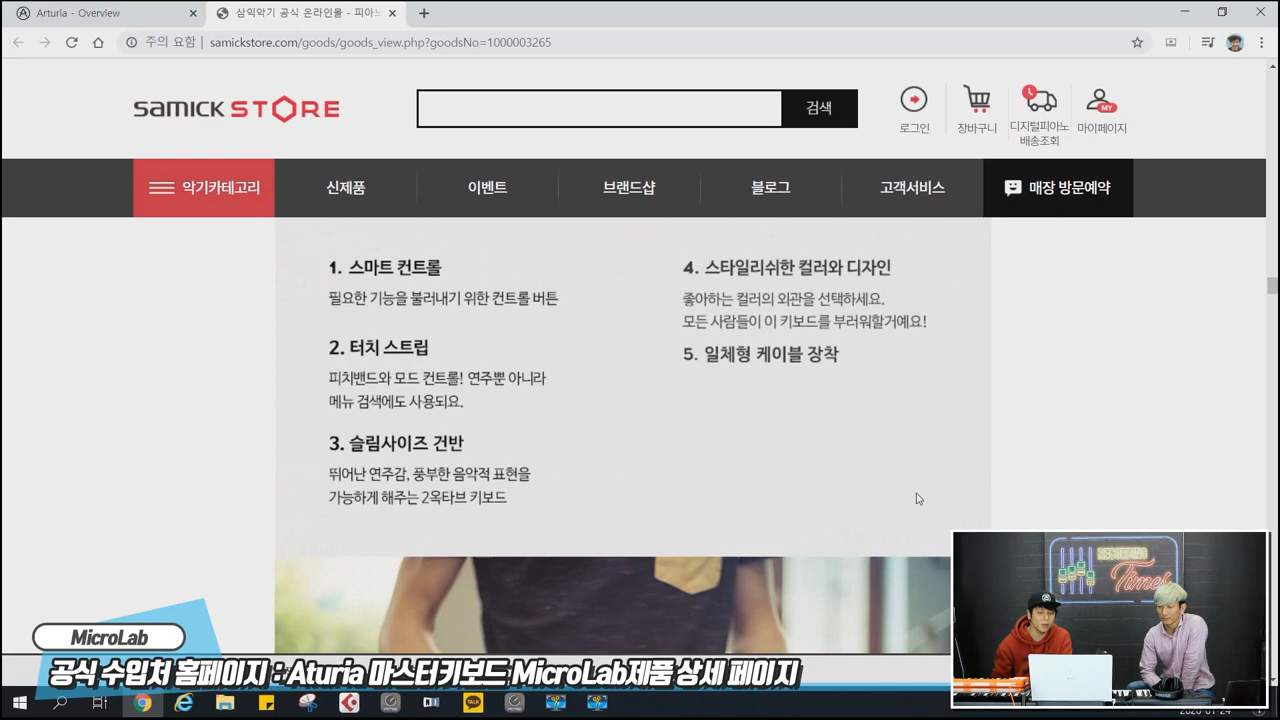 Arturia - Overview
삼익악기 공식 온라인몰 - 피아노
주의 요함 | samickstore.com/goods/goods_view.php?goodsNo=1000003265
SAMICK STORE
검색
로그인
장바구니
디지털피아노
배송조회
MY
마이페이지
악기카테고리
신제품
이벤트
브랜드샵
블로그
고객서비스
매장 방문예약
1. 스마트 컨트롤
필요한 기능을 불러내기 위한 컨트롤 버튼
2. 터치 스트립
피치밴드와 모드 컨트롤! 연주뿐 아니라
메뉴 검색에도 사용되요.
3. 슬림사이즈 건반
뛰어난 연주감, 풍부한 음악적 표현을
가능하게 해주는 2옥타브 키보드
4. 스타일리쉬한 컬러와 디자인
좋아하는 컬러의 외관을 선택하세요.
모든 사람들이 이 키보드를 부러워할거예요!
5. 일체형 케이블 장착
Times
MicroLab
공식 수입처 홈페이지 : Aturia 마스터키보드 MicroLab제품 상세 페이지
TALK
2020-01-24